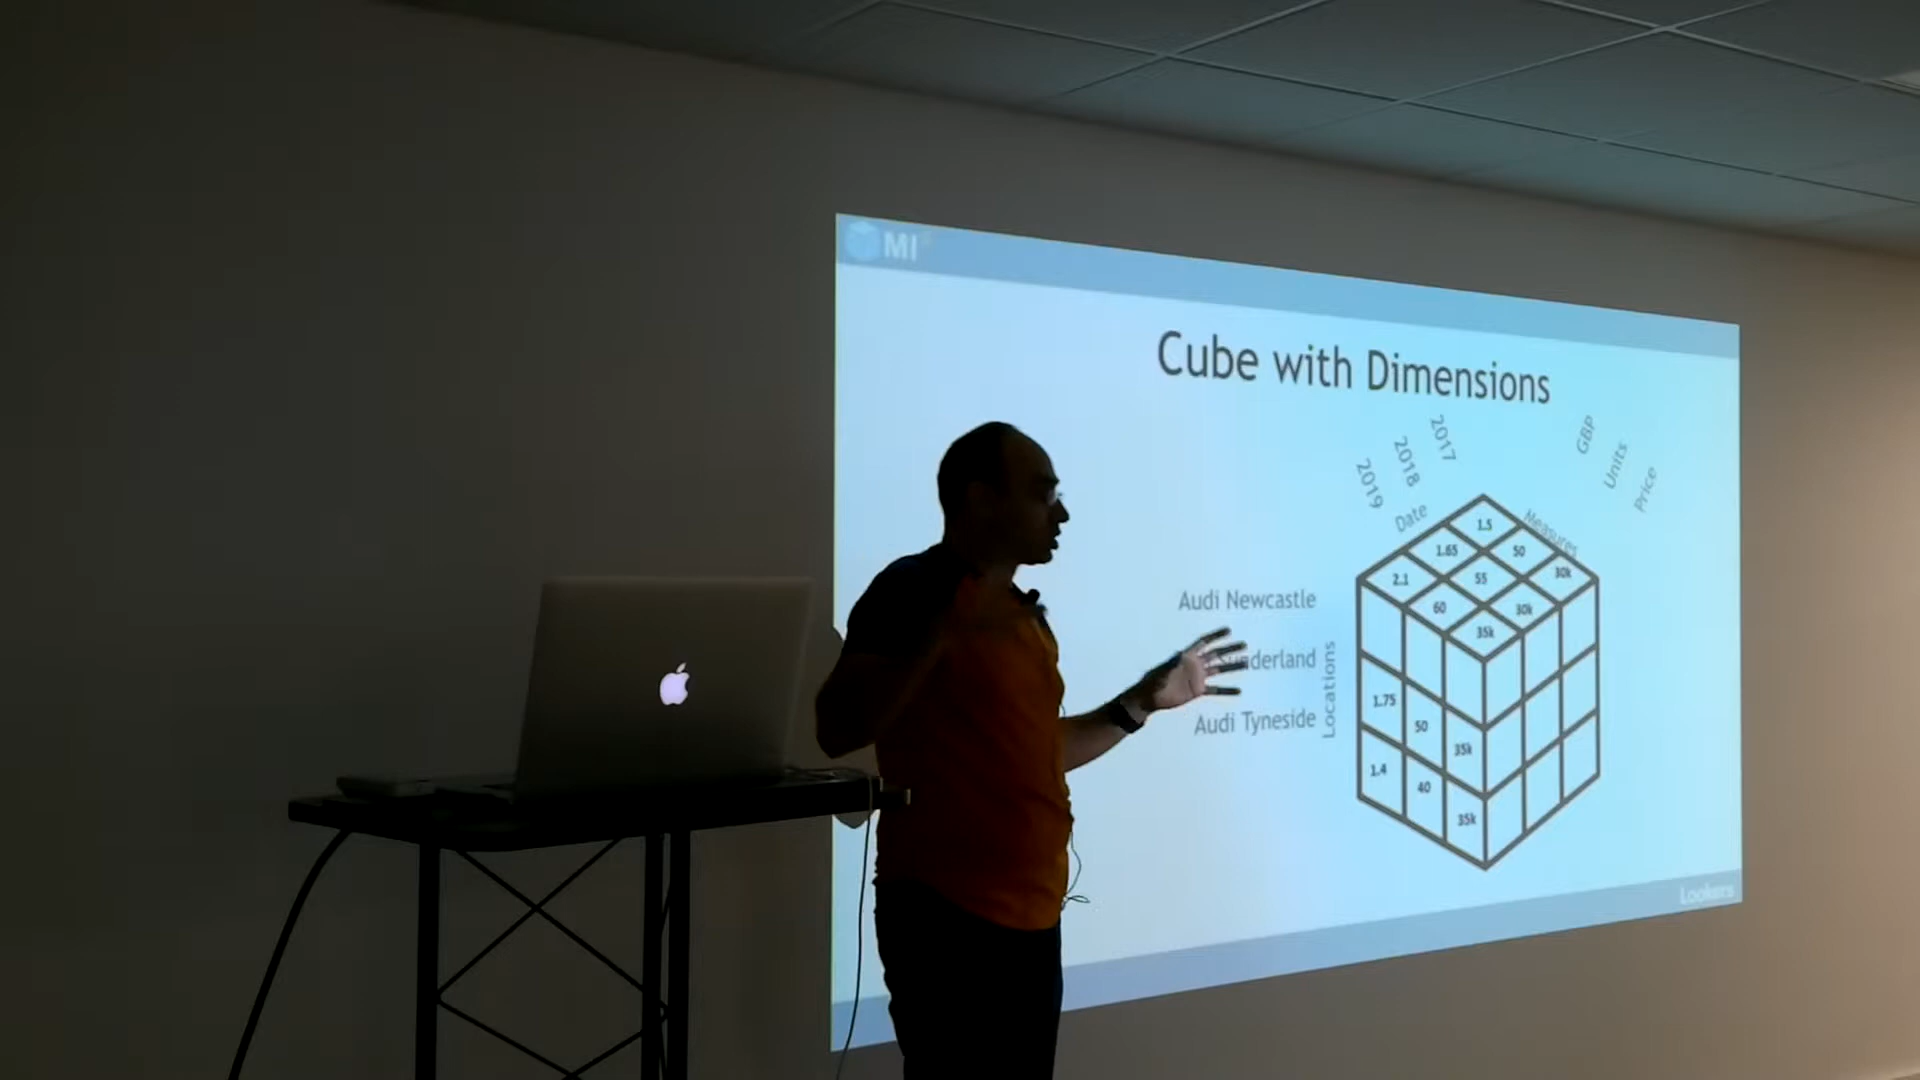 MI
Cube with Dimensions
2017
2018
2019
Date
GBP
Units
Price
Measures
1.5
1.65
50
2.1
55
30k
60
30k
35k
Audi Newcastle
Sunderland
Audi Tyneside
Locations
1.75
50
35k
1.4
40
35k
Lookers